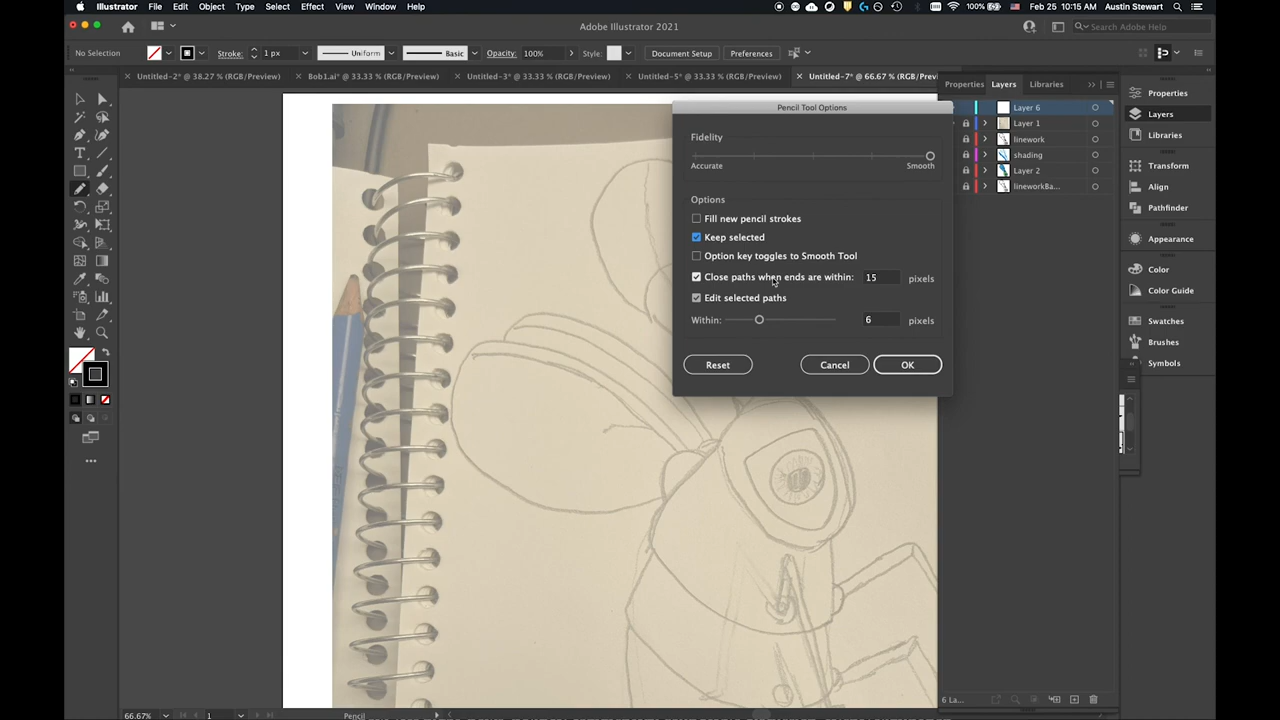 Illustrator File Edit Object Type Select Effect View Window Help 100% Feb 25 10:15 AM Austin Stewart
Adobe Illustrator 2021
Search Adobe Help
No Selection Stroke: 1 px Uniform Basic Opacity: 100% Style: Document Setup Preferences
Untitled-2* @ 38.27 % (RGB/Preview) Bob1.ai* @ 33.33 % (RGB/Preview) Untitled-3* @ 33.33 % (RGB/Preview) Untitled-5* @ 33.33 % (RGB/Preview) Untitled-7* @ 66.67 % (RGB/Previ
Properties Layers Libraries
Pencil Tool Options
Fidelity
Accurate Smooth
Options
Fill new pencil strokes
Keep selected
Option key toggles to Smooth Tool
Close paths when ends are within: 15 pixels
Edit selected paths
Within: 6 pixels
Reset Cancel OK
Layer 6
Layer 1
linework
shading
Layer 2
lineworkBa...
Properties
Layers
Libraries
Transform
Align
Pathfinder
Appearance
Color
Color Guide
Swatches
Brushes
Symbols
66.67% 1 Pencil
6 La...